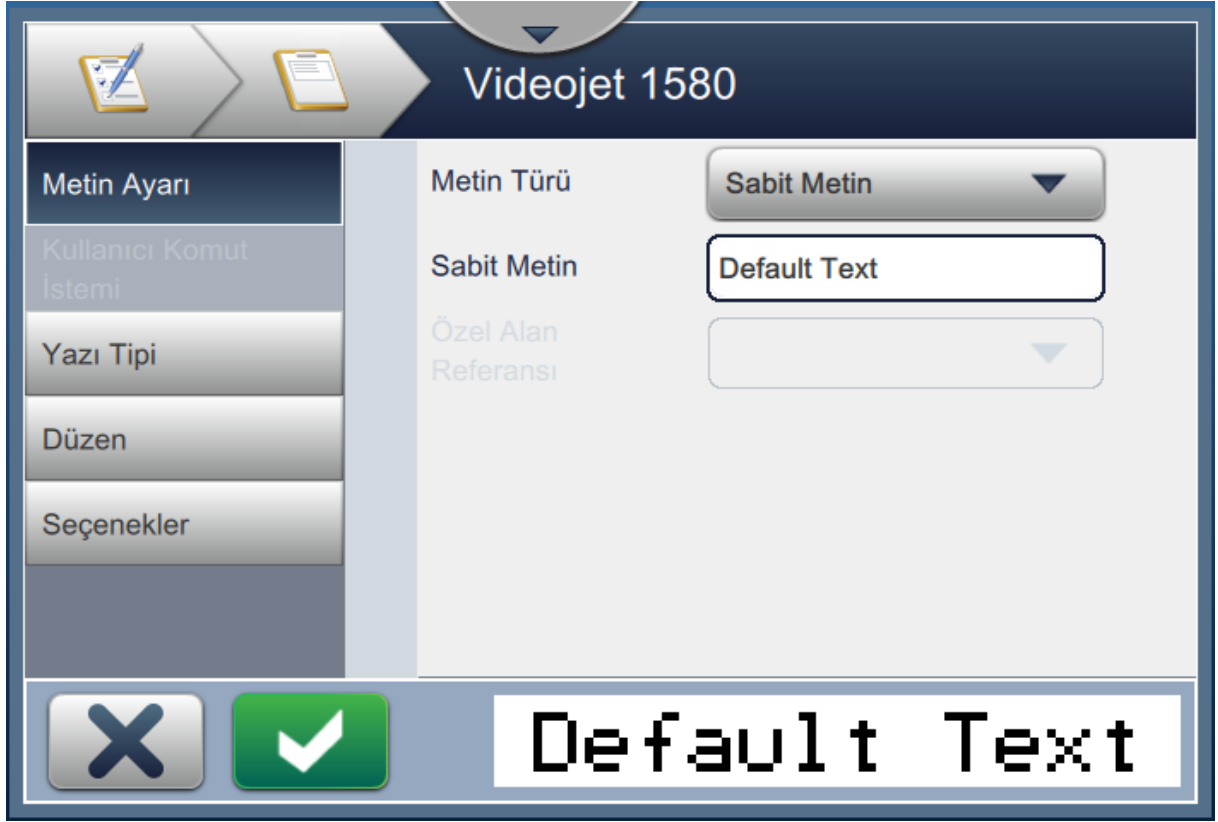 Videojet 1580
Metin Ayarı
Kullanıcı Komut
İstemi
Yazı Tipi
Düzen
Seçenekler
Metin Türü
Sabit Metin
Sabit Metin
Default Text
Özel Alan
Referansı
Default Text